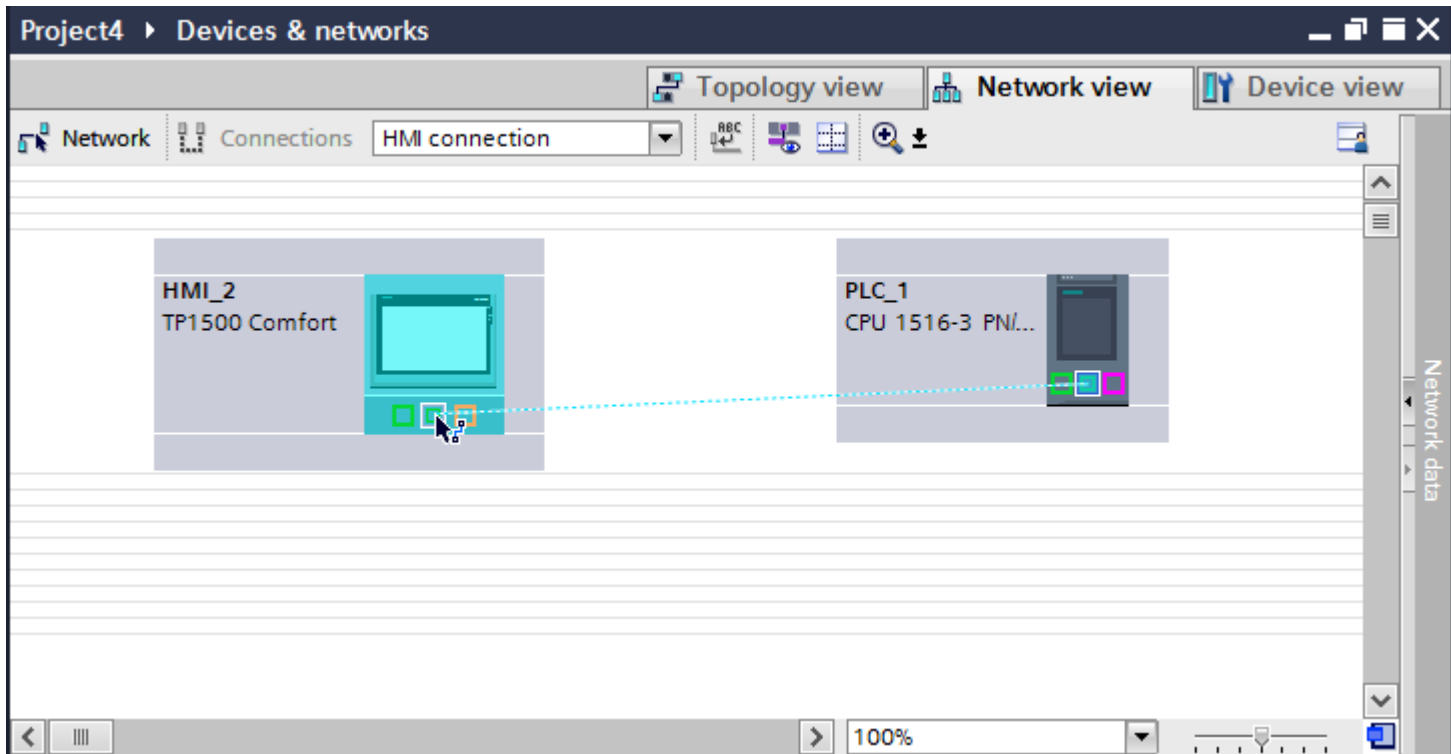 Project4 ▸ Devices & networks
Topology view
Network view
Device view
Network
Connections
HMI connection
ABC
HMI_2
TP1500 Comfort
PLC_1
CPU 1516-3 PN/...
Network data
100%